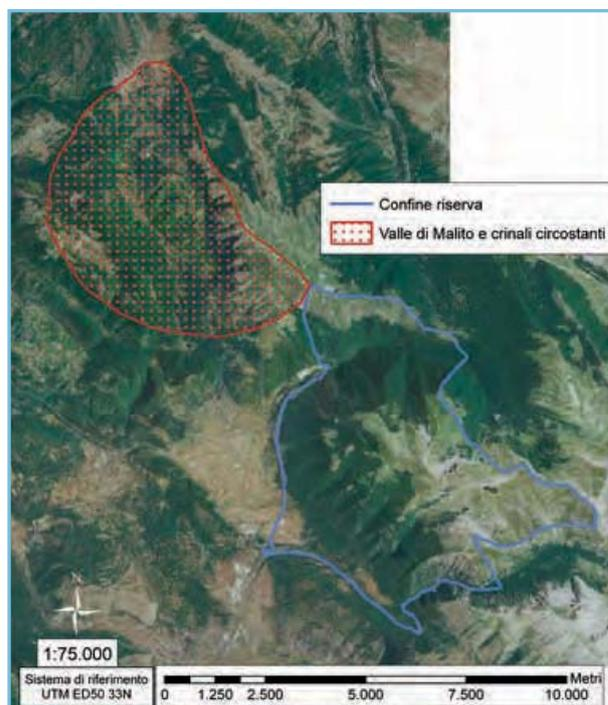 Confine riserva
Valle di Malito e crinali circostanti
N
1:75.000
Sistema di riferimento
UTM ED50 33N
Metri
0 1.250 2.500 5.000 7.500 10.000